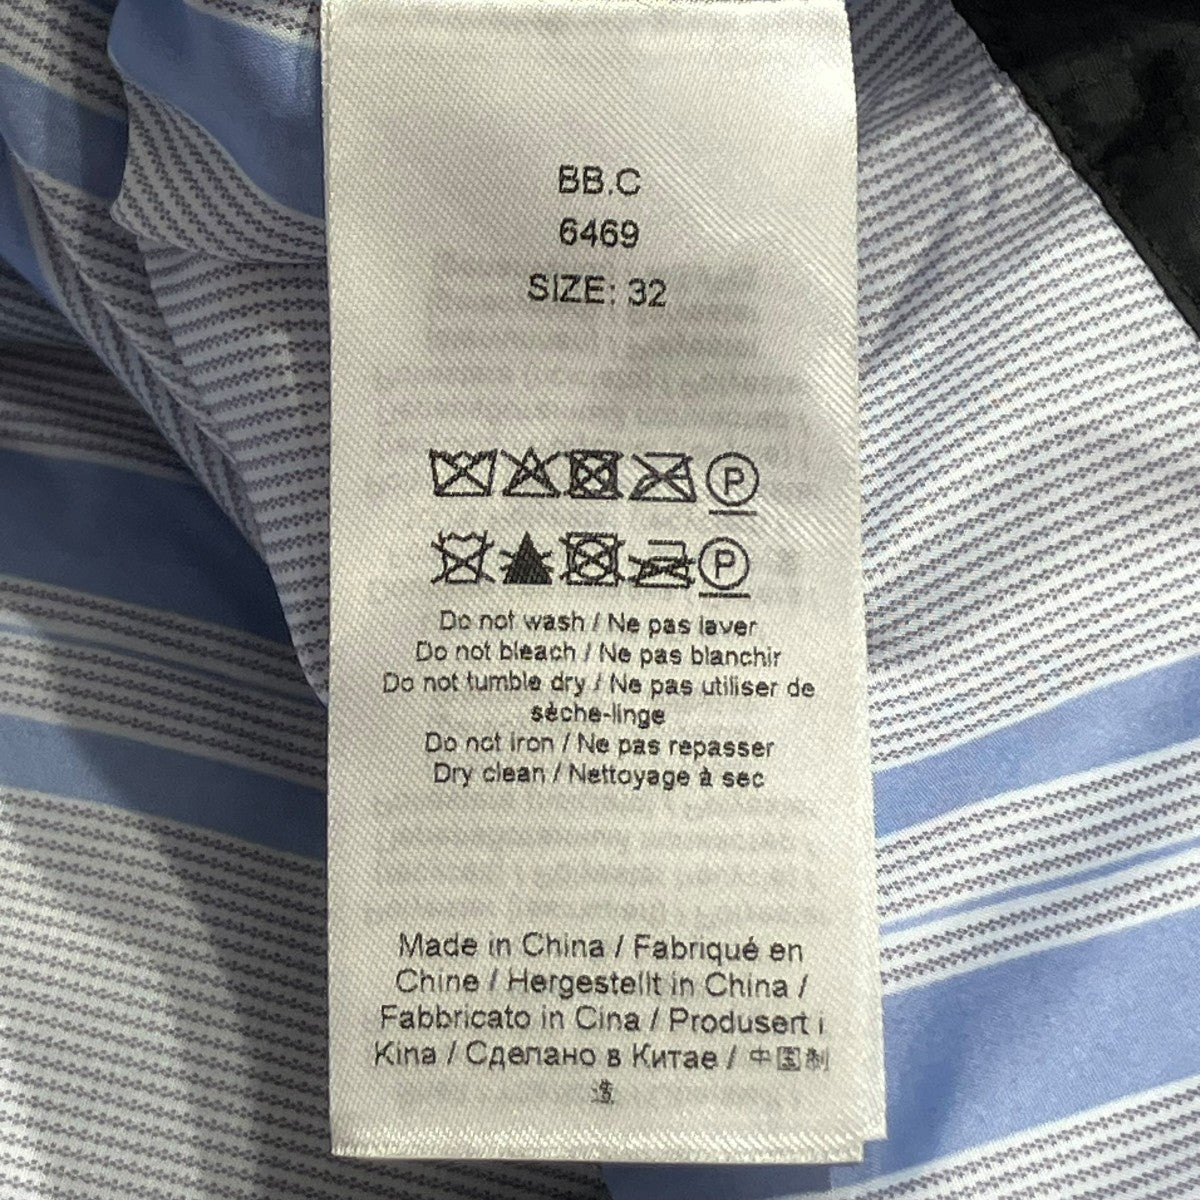 BB.C
6469
SIZE: 32
P
P
Do not wash / Ne pas laver
Do not bleach / Ne pas blanchir
Do not tumble dry / Ne pas utiliser de
sèche-linge
Do not iron / Ne pas repasser
Dry clean / Nettoyage à sec
Made in China / Fabriqué en
Chine / Hergestellt in China /
Fabbricato in Cina / Produsert i
Kina / Сделано в Китае / 中国制
造